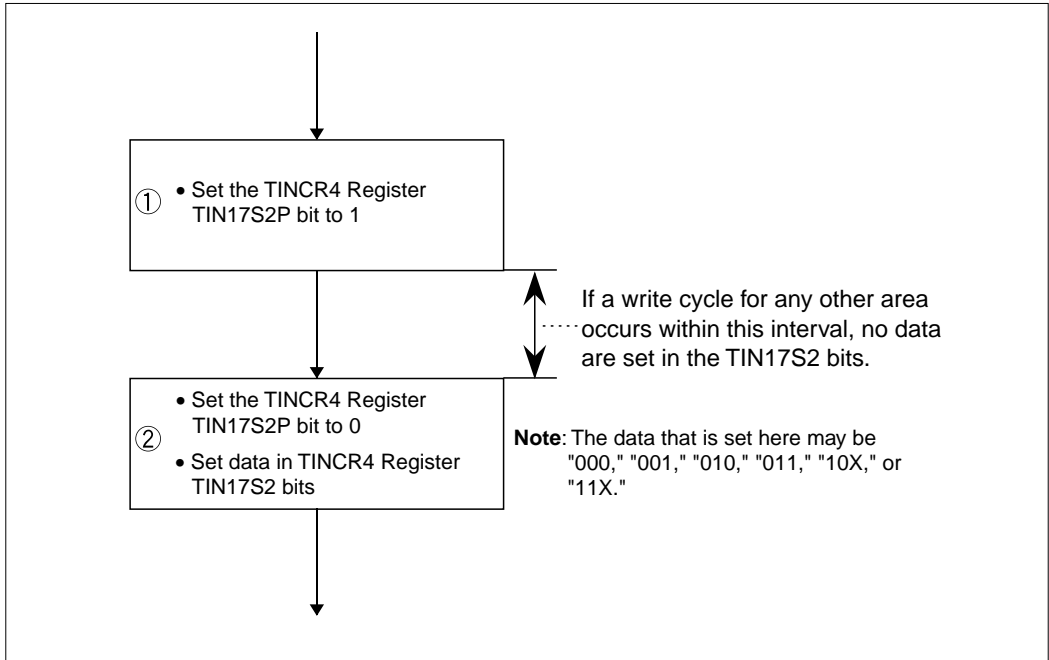 ① • Set the TINCR4 Register
TIN17S2P bit to 1
If a write cycle for any other area
occurs within this interval, no data
are set in the TIN17S2 bits.
② • Set the TINCR4 Register
TIN17S2P bit to 0
• Set data in TINCR4 Register
TIN17S2 bits
Note: The data that is set here may be
"000," "001," "010," "011," "10X," or
"11X."